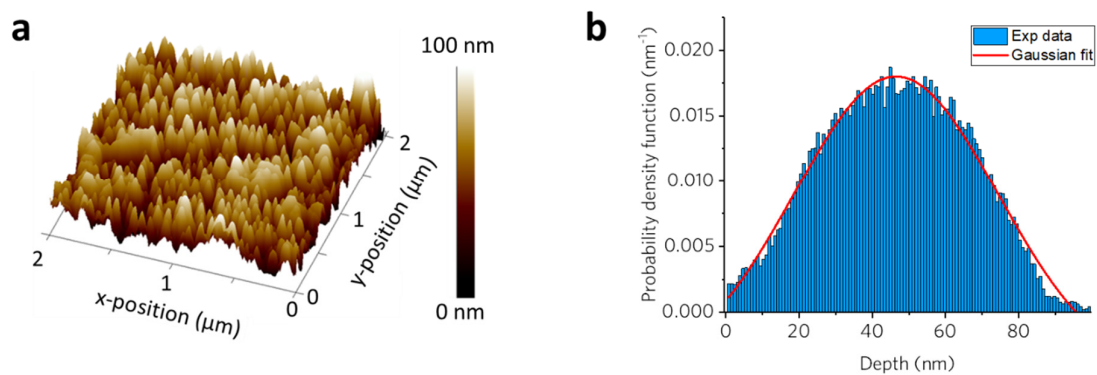 a
100 nm
0 nm
2
1
0
x-position (μm)
0
1
2
y-position (μm)
b
Exp data
Gaussian fit
0.020
0.015
0.010
0.005
0.000
Probability density function (nm⁻¹)
0
20
40
60
80
Depth (nm)